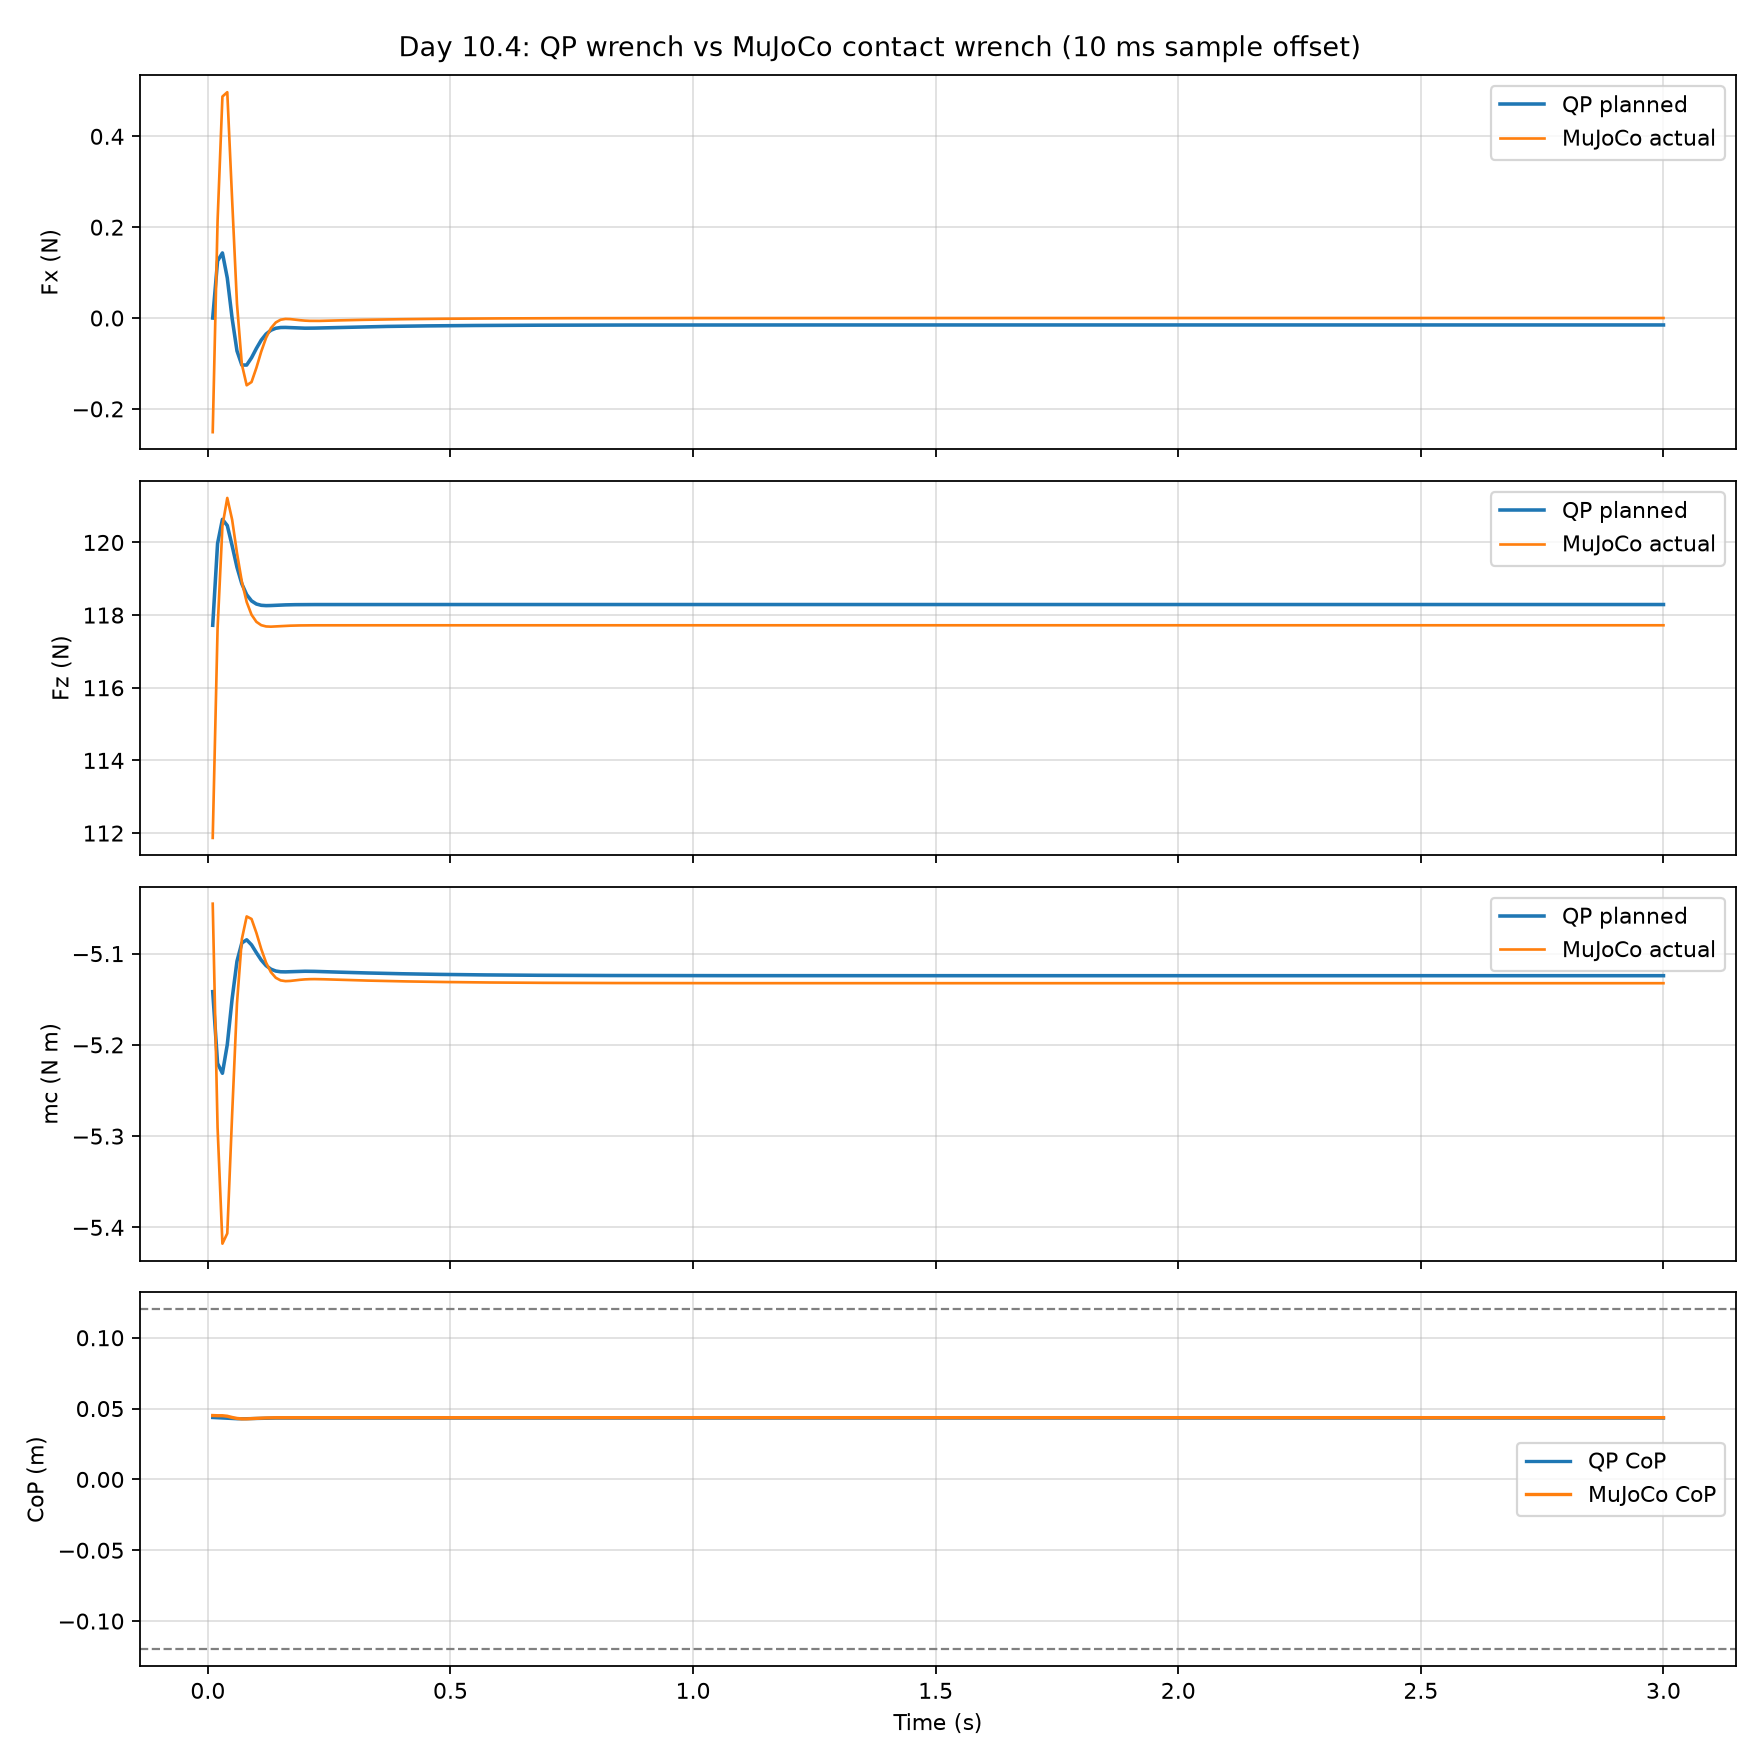 Day 10.4: QP wrench vs MuJoCo contact wrench (10 ms sample offset)
Fx (N)
0.4
0.2
0.0
−0.2
QP planned
MuJoCo actual
Fz (N)
120
118
116
114
112
QP planned
MuJoCo actual
mc (N m)
−5.1
−5.2
−5.3
−5.4
QP planned
MuJoCo actual
CoP (m)
0.10
0.05
0.00
−0.05
−0.10
QP CoP
MuJoCo CoP
0.0 0.5 1.0 1.5 2.0 2.5 3.0
Time (s)